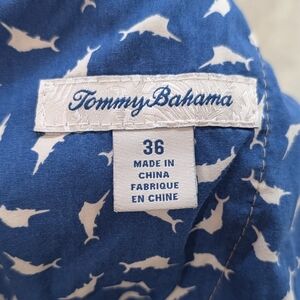 Tommy Bahama
36
MADE IN
CHINA
FABRIQUE
EN CHINE